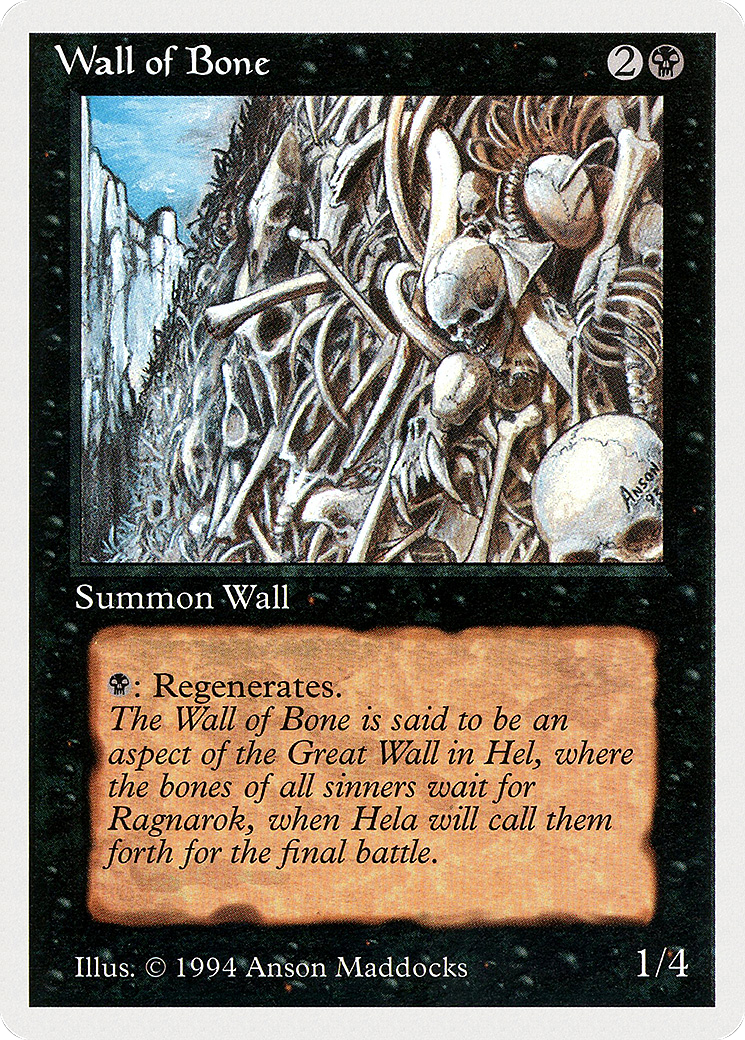 Wall of Bone 2
ANSON
93
Summon Wall
: Regenerates.
The Wall of Bone is said to be an
aspect of the Great Wall in Hel, where
the bones of all sinners wait for
Ragnarok, when Hela will call them
forth for the final battle.
Illus. © 1994 Anson Maddocks 1/4